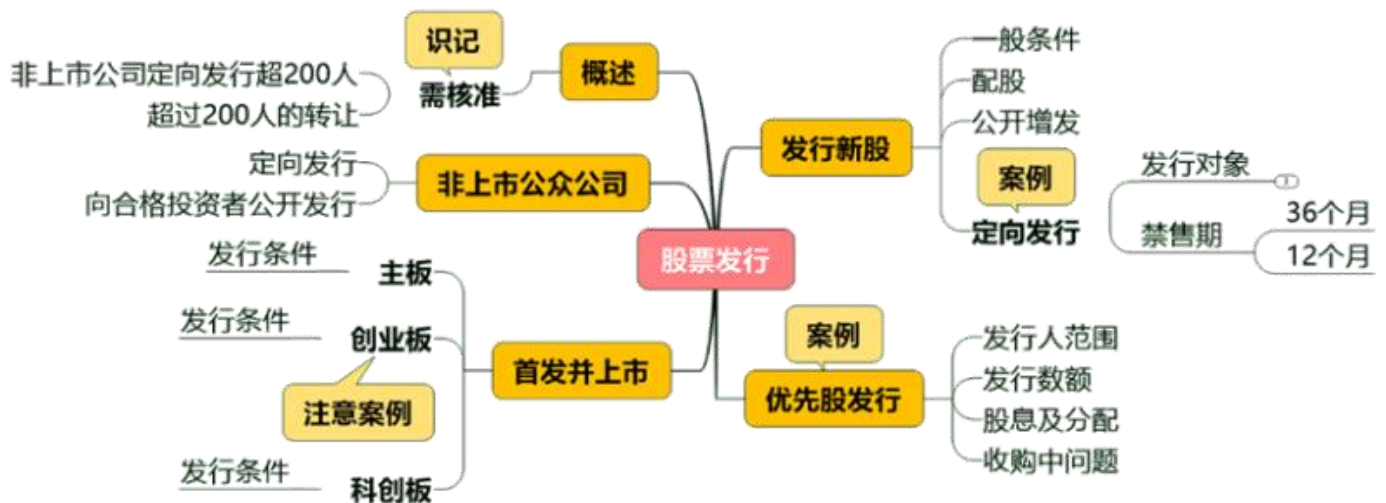 股票发行
概述
识记
需核准
非上市公司定向发行超200人
超过200人的转让
非上市公众公司
定向发行
向合格投资者公开发行
首发并上市
主板
发行条件
创业板
发行条件
注意案例
科创板
发行条件
发行新股
一般条件
配股
公开增发
案例
定向发行
发行对象
禁售期
36个月
12个月
案例
优先股发行
发行人范围
发行数额
股息及分配
收购中问题